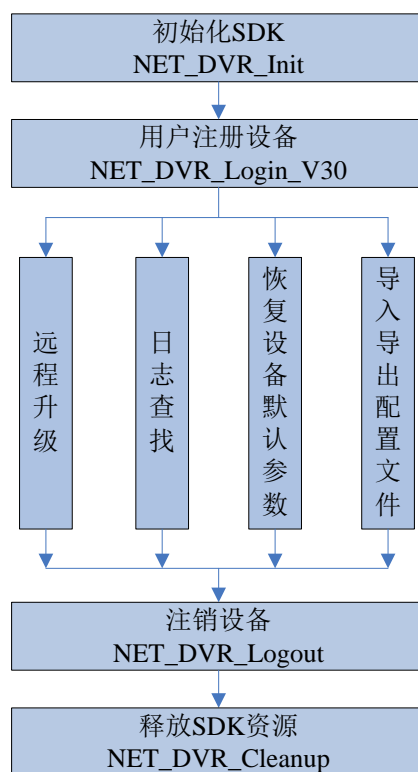 初始化SDK
NET_DVR_Init
用户注册设备
NET_DVR_Login_V30
远程升级
日志查找
恢复设备默认参数
导入导出配置文件
注销设备
NET_DVR_Logout
释放SDK资源
NET_DVR_Cleanup